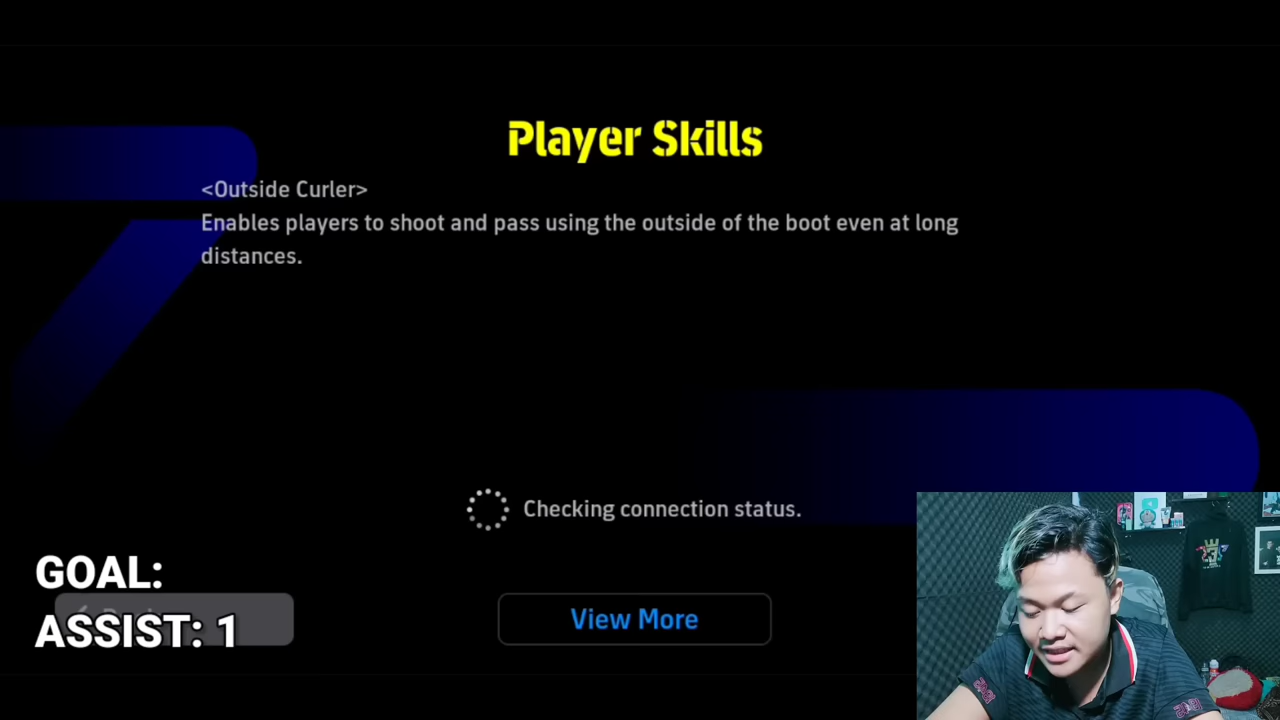 Player Skills
<Outside Curler>
Enables players to shoot and pass using the outside of the boot even at long
distances.
Checking connection status.
GOAL:
ASSIST: 1
View More